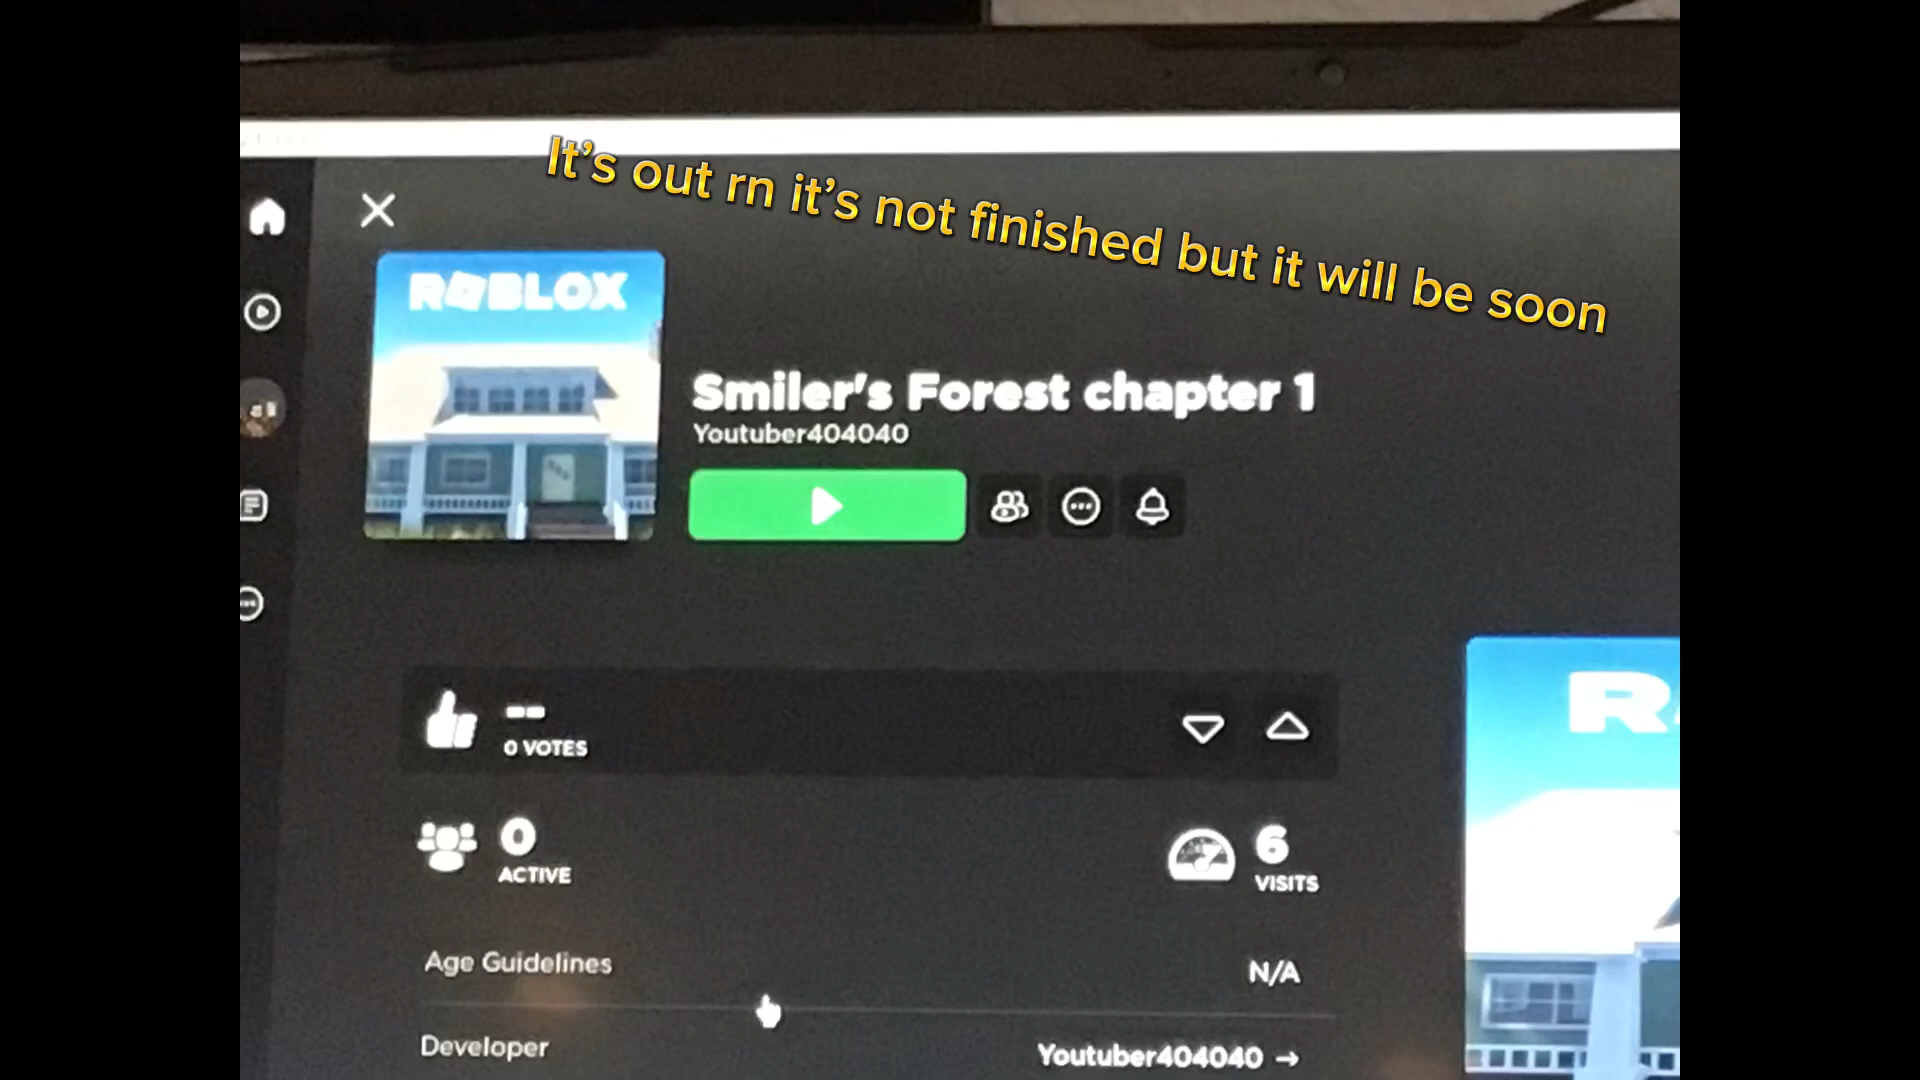 It's out rn it's not finished but it will be soon
ROBLOX
Smiler's Forest chapter 1
Youtuber404040
--
0 VOTES
0
ACTIVE
6
VISITS
Age Guidelines
N/A
Developer
Youtuber404040 →
R